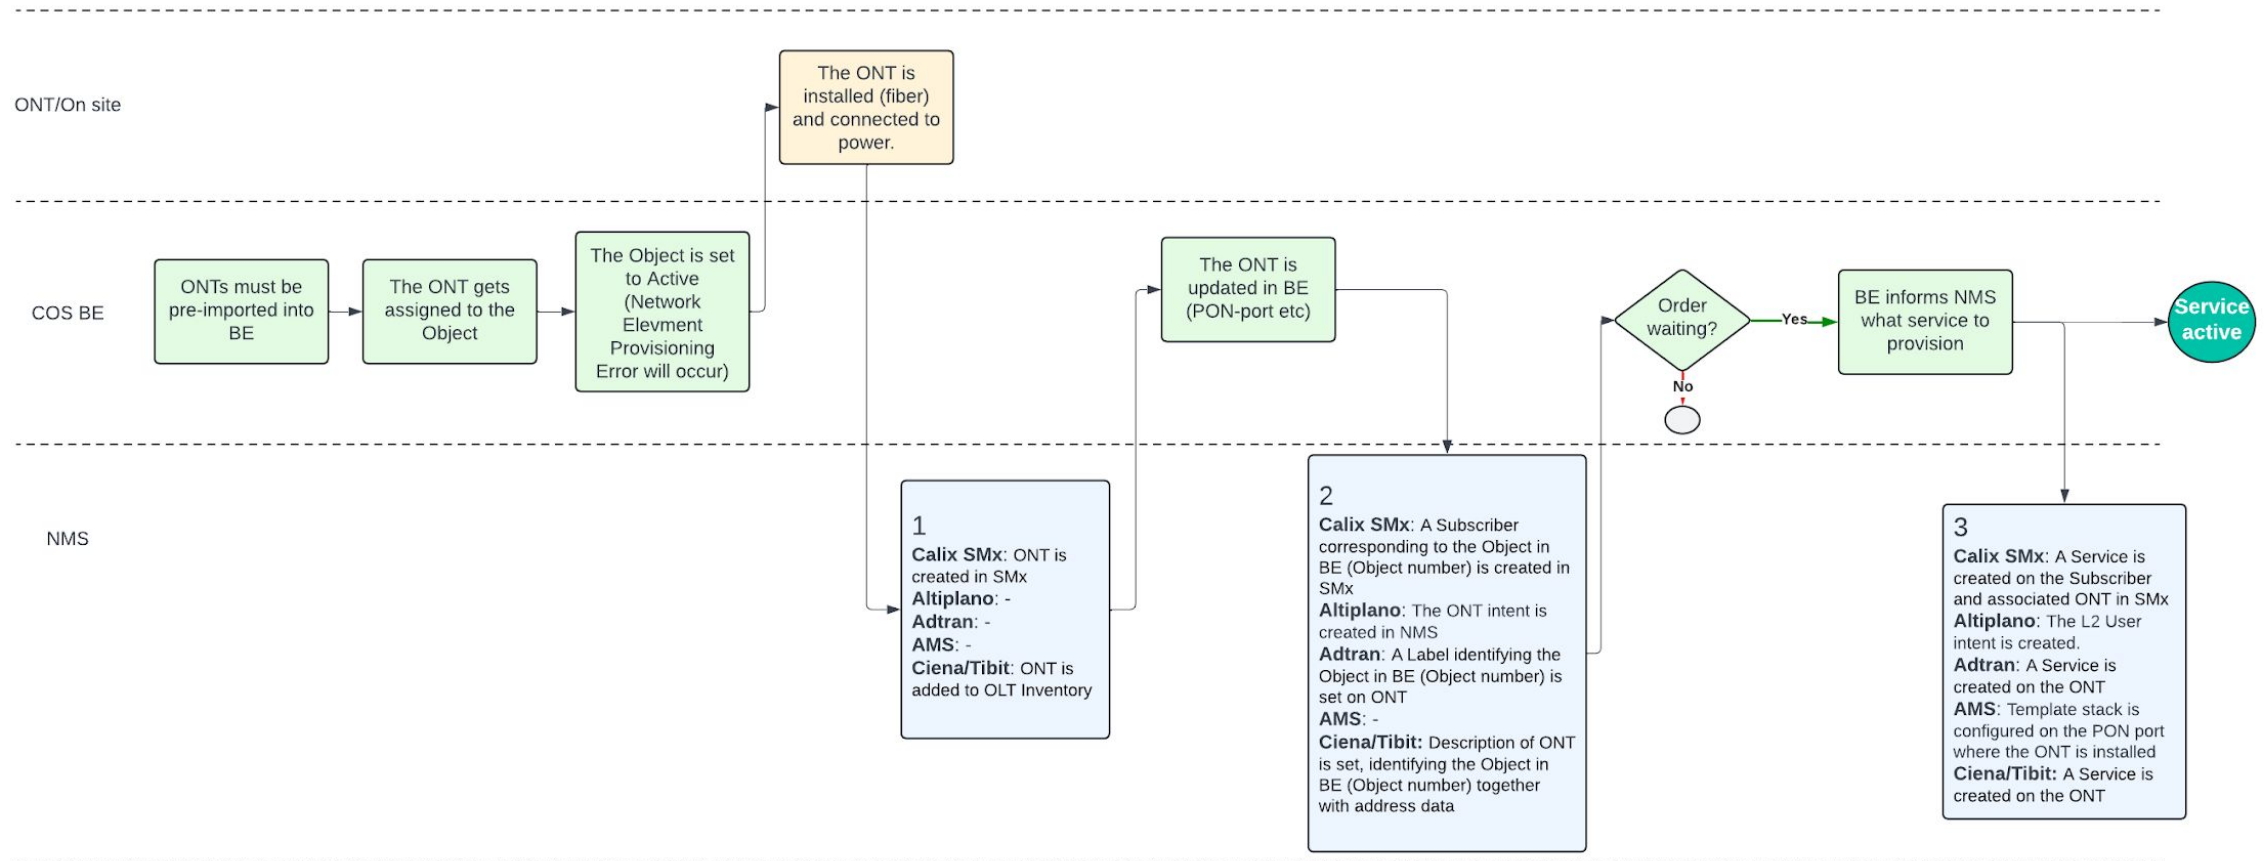 The ONT is
installed (fiber)
and connected to
power.
ONT/On site
COS BE
ONTs must be
pre-imported into
BE
The ONT gets
assigned to the
Object
The Object is set
to Active
(Network
Elevment
Provisioning
Error will occur)
The ONT is
updated in BE
(PON-port etc)
Order
waiting?
Yes
No
BE informs NMS
what service to
provision
Service
active
NMS
1
Calix SMx: ONT is
created in SMx
Altiplano: -
Adtran: -
AMS: -
Ciena/Tibit: ONT is
added to OLT Inventory
2
Calix SMx: A Subscriber
corresponding to the Object in
BE (Object number) is created in
SMx
Altiplano: The ONT intent is
created in NMS
Adtran: A Label identifying the
Object in BE (Object number) is
set on ONT
AMS: -
Ciena/Tibit: Description of ONT
is set, identifying the Object in
BE (Object number) together
with address data
3
Calix SMx: A Service is
created on the Subscriber
and associated ONT in SMx
Altiplano: The L2 User
intent is created.
Adtran: A Service is
created on the ONT
AMS: Template stack is
configured on the PON port
where the ONT is installed
Ciena/Tibit: A Service is
created on the ONT